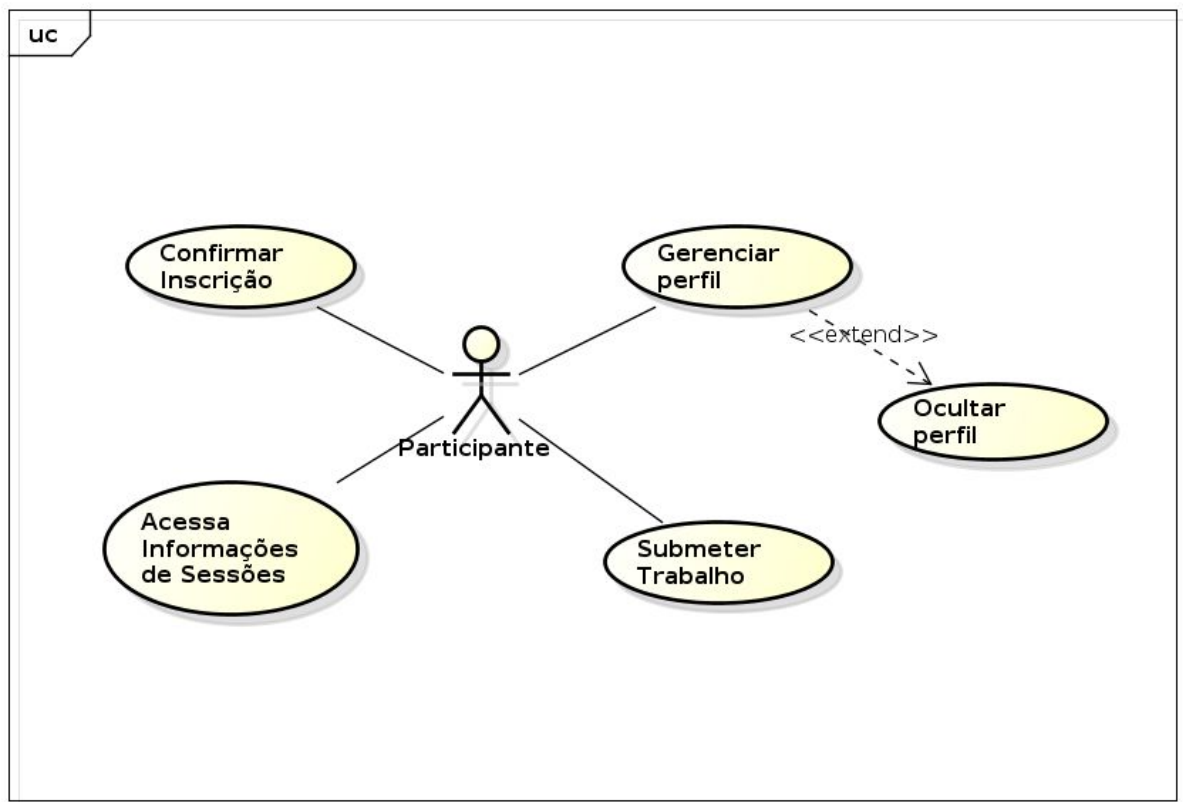 uc
Confirmar
Inscrição
Gerenciar
perfil
<<extend>>
Ocultar
perfil
Participante
Acessa
Informações
de Sessões
Submeter
Trabalho